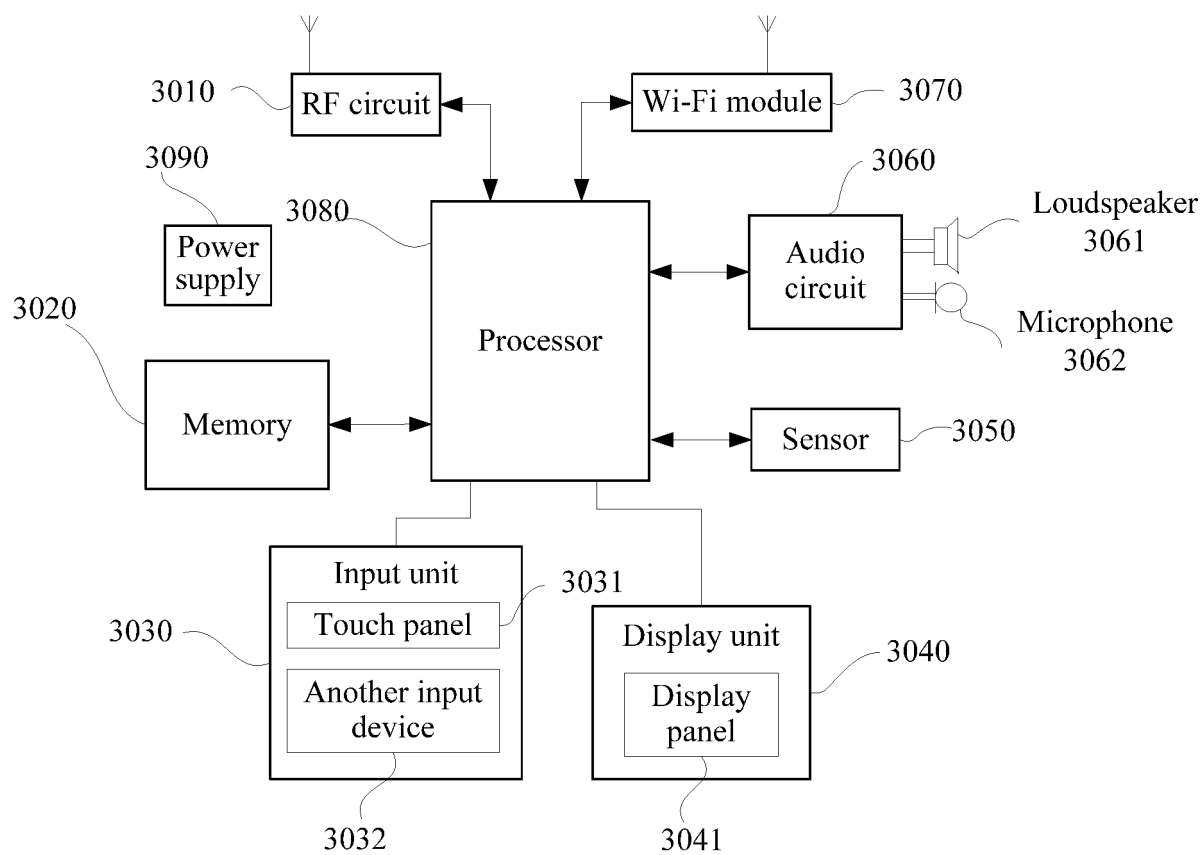 3010
RF circuit
Wi-Fi module
3070
3090
3060
3080
Loudspeaker
3061
Power
supply
Audio
circuit
3020
Processor
Microphone
3062
Memory
Sensor
3050
Input unit
3031
Touch panel
3030
Display unit
3040
Another input
device
Display
panel
3032
3041